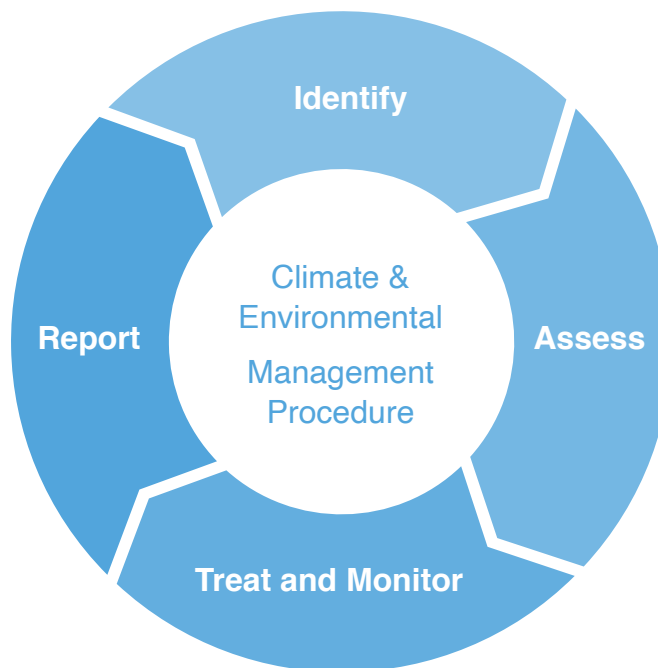 Identify
Climate &
Environmental
Management
Procedure
Report
Assess
Treat and Monitor